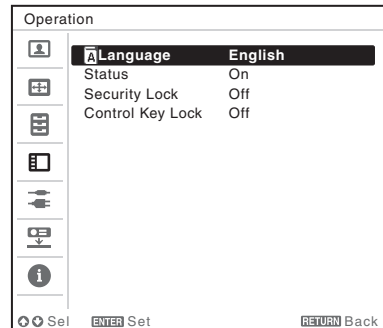 Operation
Language English
Status On
Security Lock Off
Control Key Lock Off
Sel ENTER Set RETURN Back